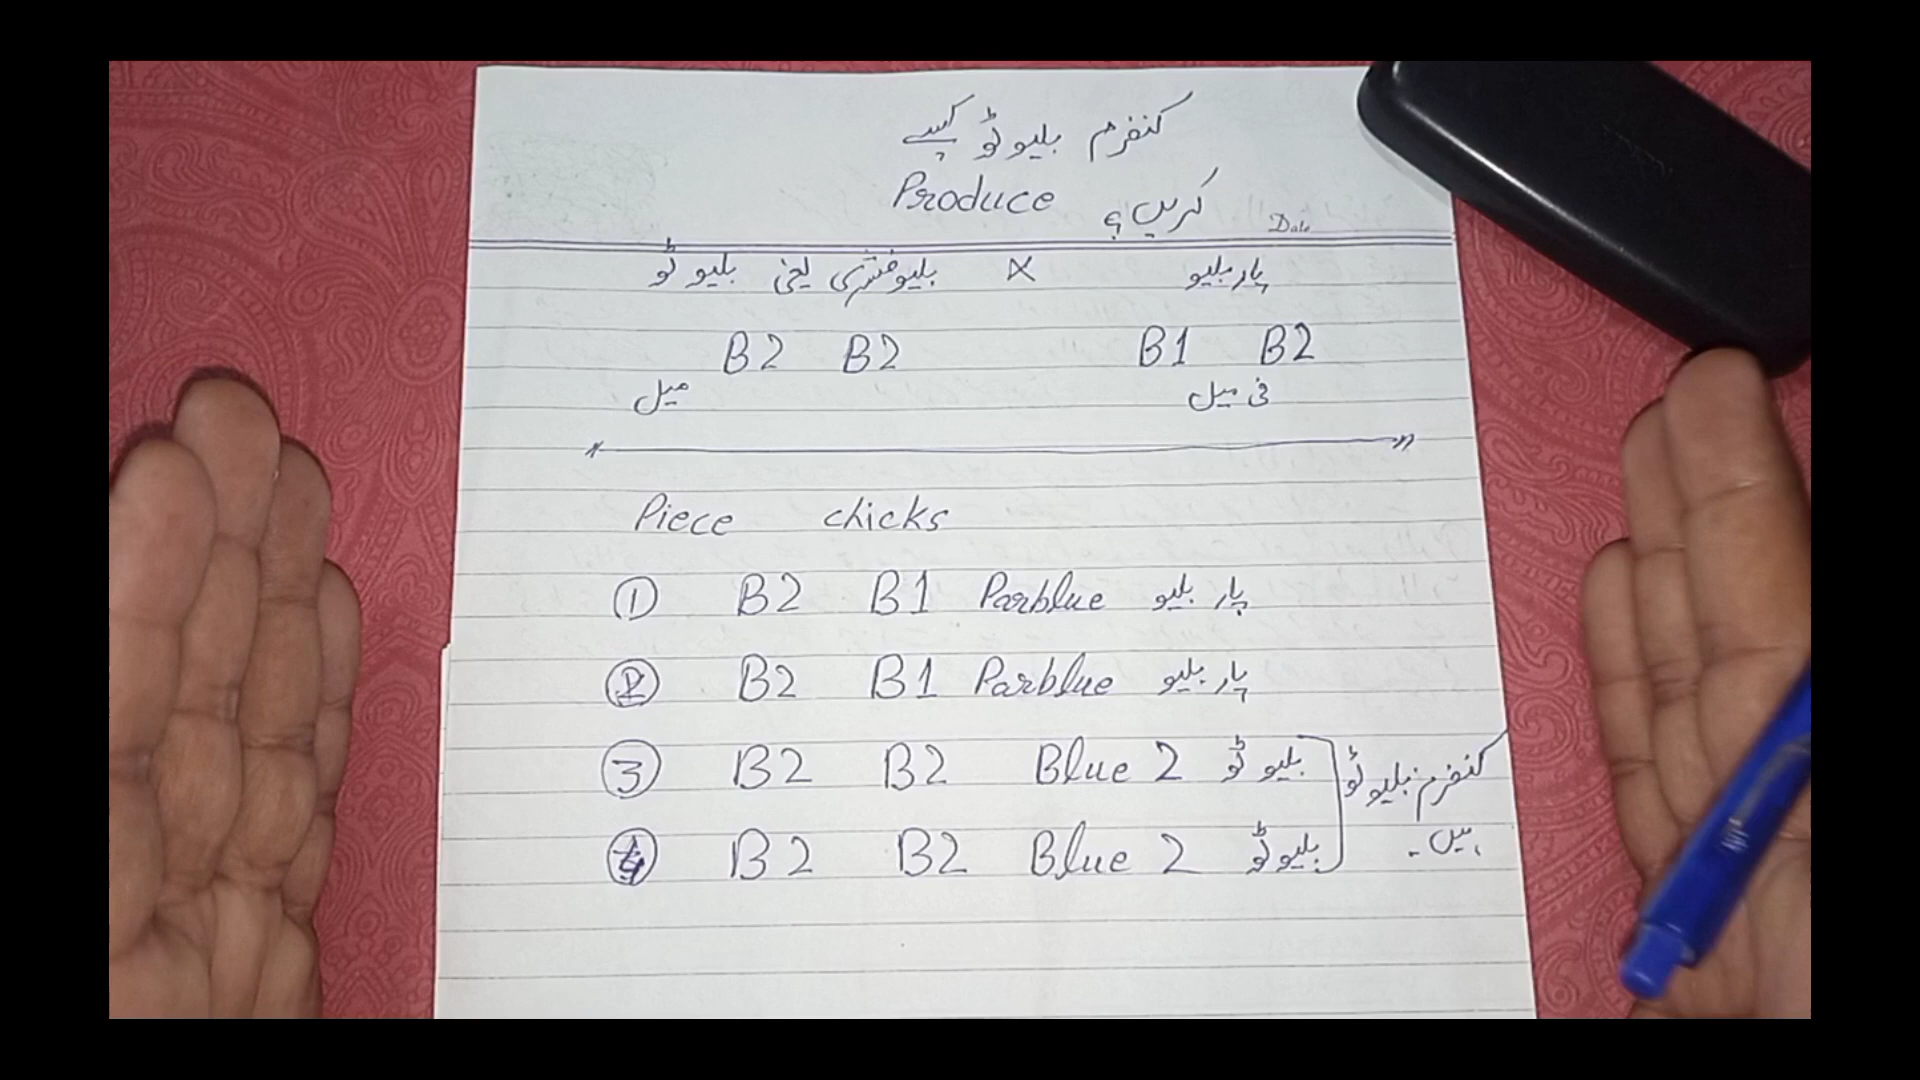 کنفرم بلیو ٹو کیسے
Produce کریں؟
Date
پار بلیو × بلیو فشری یعنی بلیو ٹو
B2 B2 B1 B2
میل فی میل
Piece chicks
① B2 B1 Parblue پار بلیو
② B2 B1 Parblue پار بلیو
③ B2 B2 Blue 2 بلیو ٹو
④ B2 B2 Blue 2 بلیو ٹو
کنفرم بلیو ٹو
ہیں۔